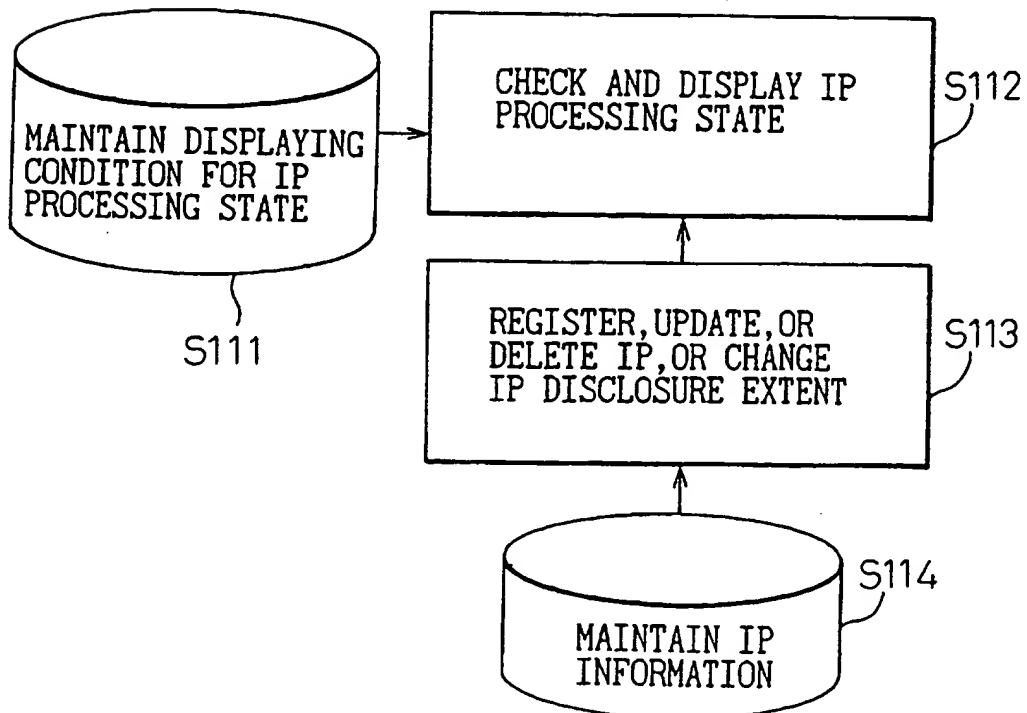 MAINTAIN DISPLAYING
CONDITION FOR IP
PROCESSING STATE
S111
CHECK AND DISPLAY IP
PROCESSING STATE
S112
REGISTER,UPDATE,OR
DELETE IP,OR CHANGE
IP DISCLOSURE EXTENT
S113
MAINTAIN IP
INFORMATION
S114